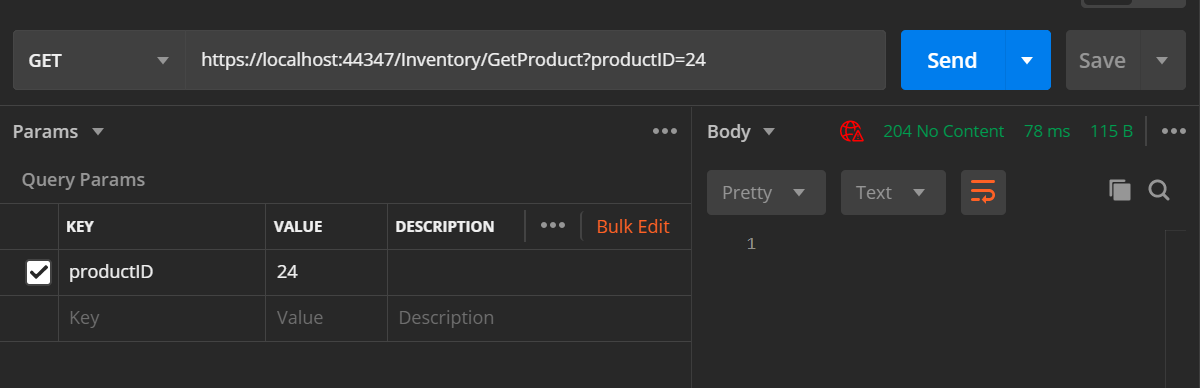 GET https://localhost:44347/Inventory/GetProduct?productID=24 Send Save
Params ••• Body 204 No Content 78 ms 115 B •••
Query Params
Pretty Text
KEY VALUE DESCRIPTION ••• Bulk Edit
1
productID 24
Key Value Description